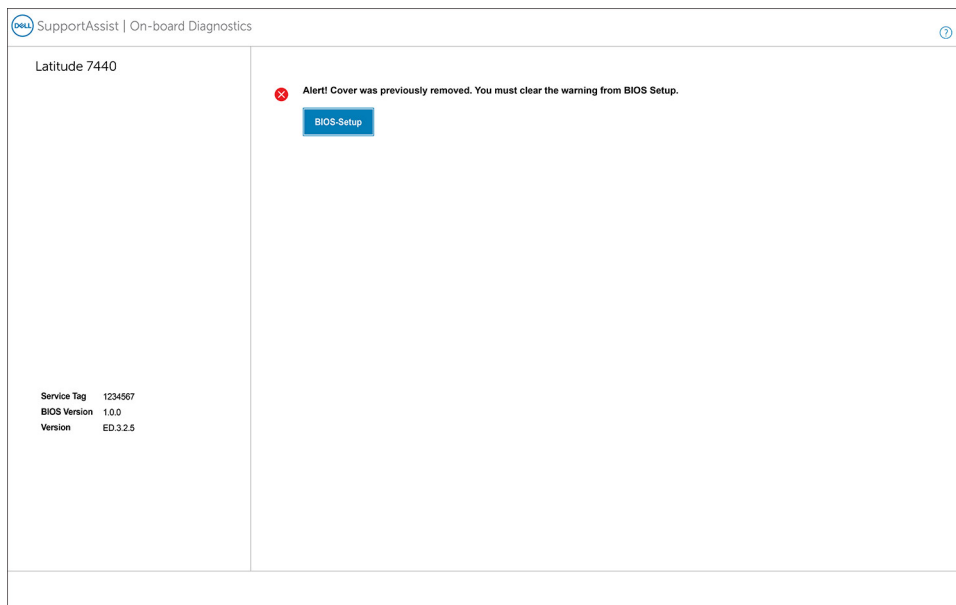 DELL SupportAssist | On-board Diagnostics
?
Latitude 7440
Alert! Cover was previously removed. You must clear the warning from BIOS Setup.
BIOS-Setup
Service Tag 1234567
BIOS Version 1.0.0
Version ED.3.2.5